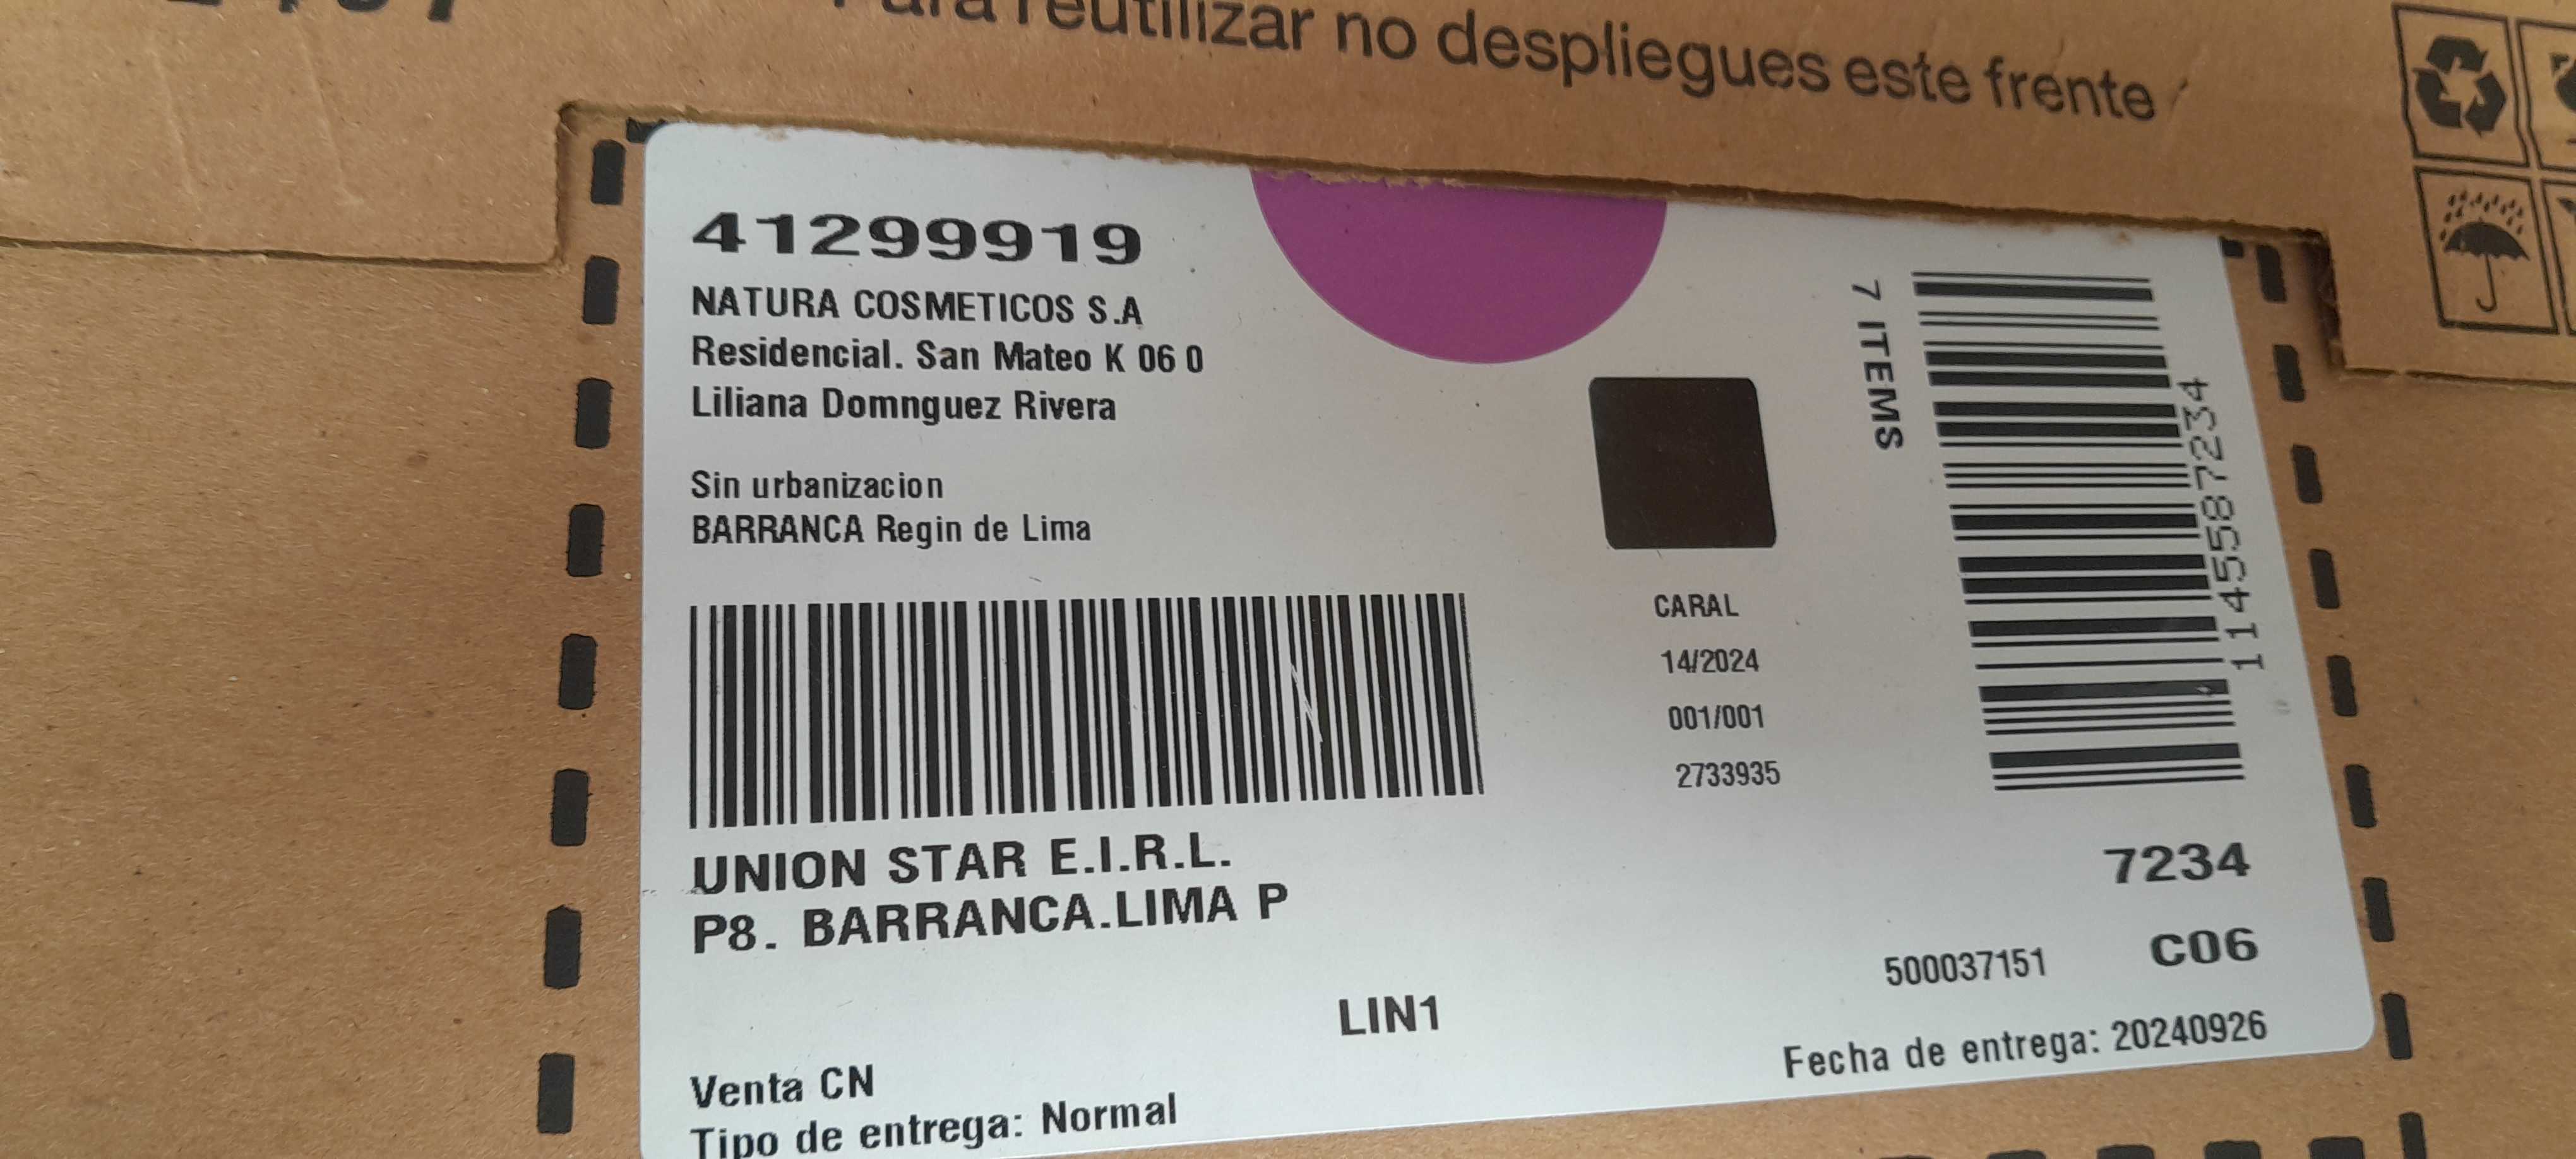 Para reutilizar no despliegues este frente
41299919
NATURA COSMETICOS S.A
Residencial. San Mateo K 06 0
Liliana Domnguez Rivera
Sin urbanizacion
BARRANCA Regin de Lima
UNION STAR E.I.R.L.
P8. BARRANCA.LIMA P
LIN1
Venta CN
Tipo de entrega: Normal
CARAL
14/2024
001/001
2733935
7 ITEMS
1145587234
7234
500037151 C06
Fecha de entrega: 20240926